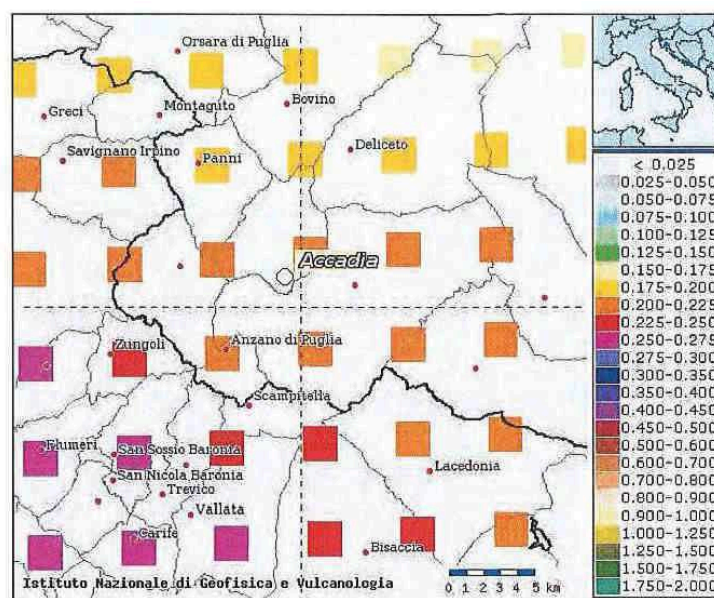 Orsara di Puglia
Greci
Montaguto
Bovino
Savignano Irpino
Panni
Deliceto
Accadia
Zungoli
Anzano di Puglia
Scampitella
Flumeri
San Sossio Baronia
San Nicola Baronia
Trevico
Lacedonia
Vallata
Carife
Bisaccia
Istituto Nazionale di Geofisica e Vulcanologia
0 1 2 3 4 5 km
< 0.025
0.025-0.050
0.050-0.075
0.075-0.100
0.100-0.125
0.125-0.150
0.150-0.175
0.175-0.200
0.200-0.225
0.225-0.250
0.250-0.275
0.275-0.300
0.300-0.350
0.350-0.400
0.400-0.450
0.450-0.500
0.500-0.600
0.600-0.700
0.700-0.800
0.800-0.900
0.900-1.000
1.000-1.250
1.250-1.500
1.500-1.750
1.750-2.000